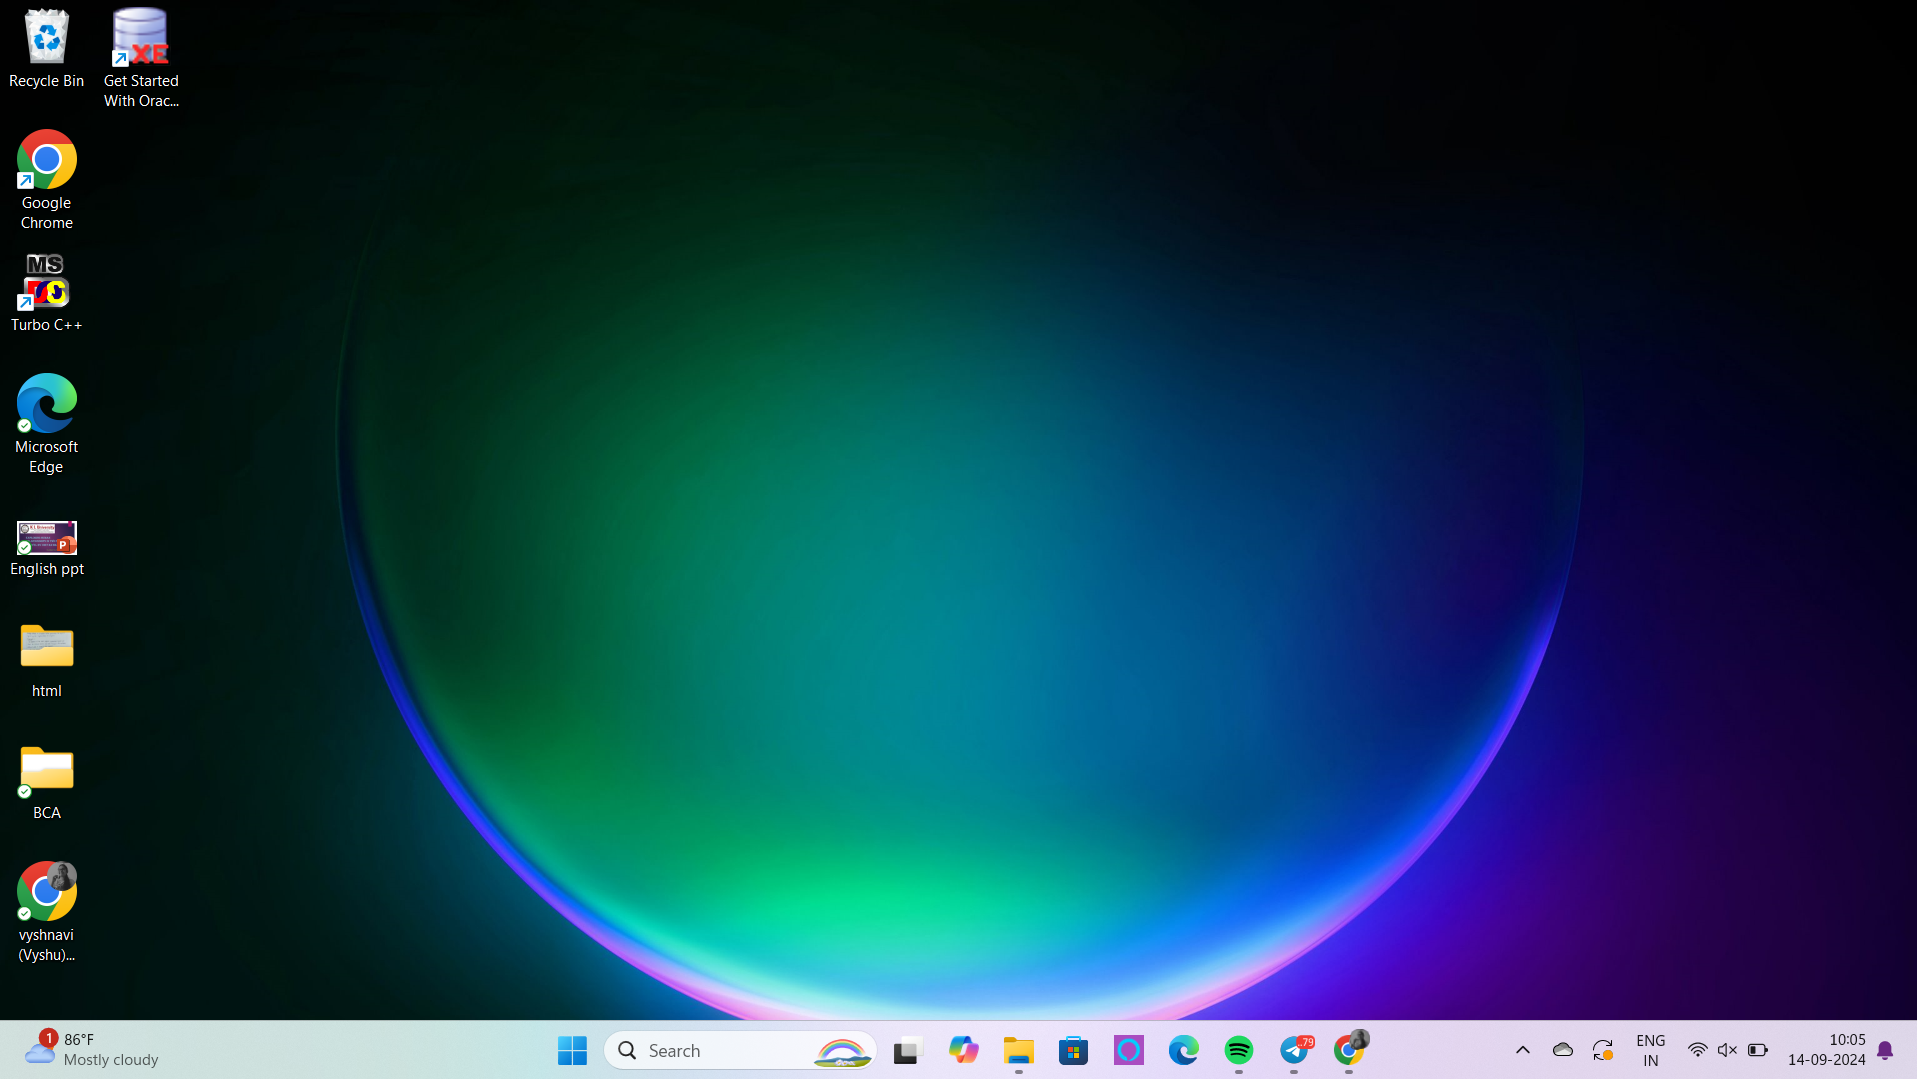 Recycle Bin
XE
Get Started
With Orac...
Google
Chrome
MS
Turbo C++
Microsoft
Edge
P
English ppt
html
BCA
vyshnavi
(Vyshu)...
1
86°F
Mostly cloudy
Search
79
ENG
IN
10:05
14-09-2024